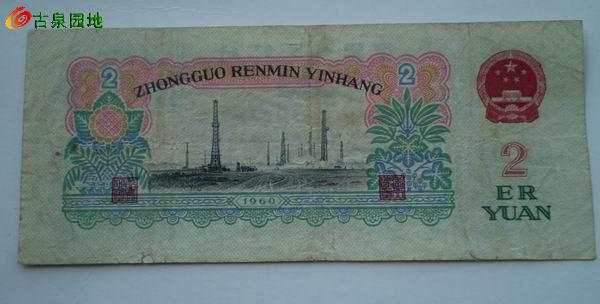 古泉园地
2
ZHONGGUO RENMIN YINHANG
2
1960
2
ER
YUAN